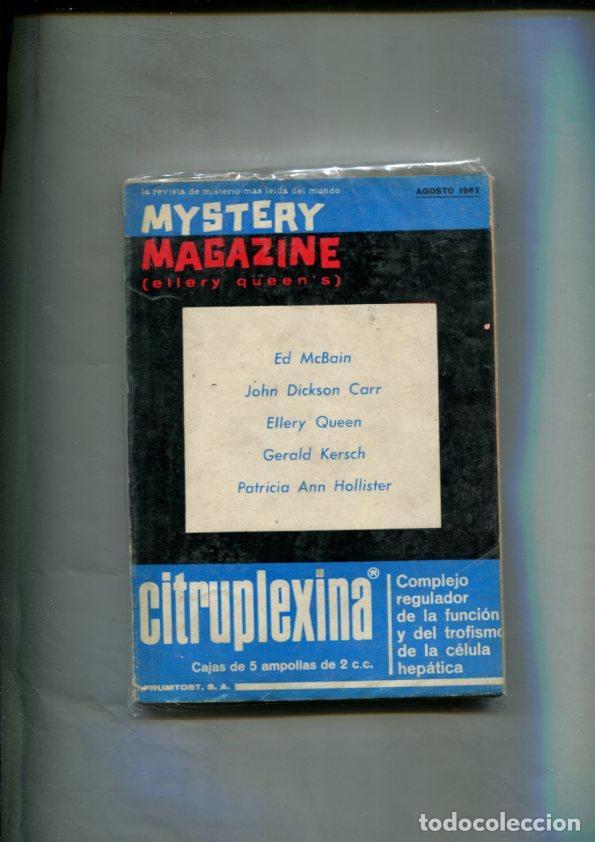 la revista de misterio más leída del mundo
AGOSTO 1967
MYSTERY
MAGAZINE
(ellery queen's)
Ed McBain
John Dickson Carr
Ellery Queen
Gerald Kersch
Patricia Ann Hollister
citruplexina®
Cajas de 5 ampollas de 2 c.c.
FRUMTOST, S. A.
Complejo
regulador
de la función
y del trofismo
de la célula
hepática
todocoleccion